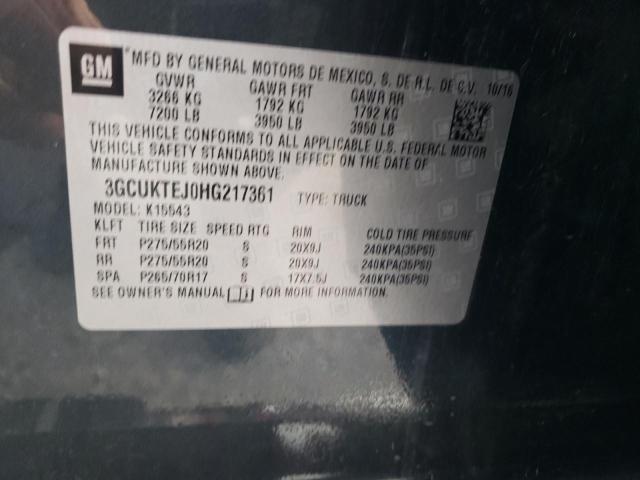 GM
MFD BY GENERAL MOTORS DE MEXICO, S. DE R.L. DE C.V. 10/16
GVWR GAWR FRT GAWR RR
3266 KG 1792 KG 1792 KG
7200 LB 3950 LB 3950 LB
THIS VEHICLE CONFORMS TO ALL APPLICABLE U.S. FEDERAL MOTOR
VEHICLE SAFETY STANDARDS IN EFFECT ON THE DATE OF
MANUFACTURE SHOWN ABOVE.
3GCUKTEJ0HG217361 TYPE: TRUCK
MODEL: K15543
KLFT TIRE SIZE SPEED RTG RIM COLD TIRE PRESSURE
FRT P275/55R20 S 20X9J 240KPA(35PSI)
RR P275/55R20 S 20X9J 240KPA(35PSI)
SPA P265/70R17 S 17X7.5J 240KPA(35PSI)
SEE OWNER'S MANUAL FOR MORE INFORMATION.